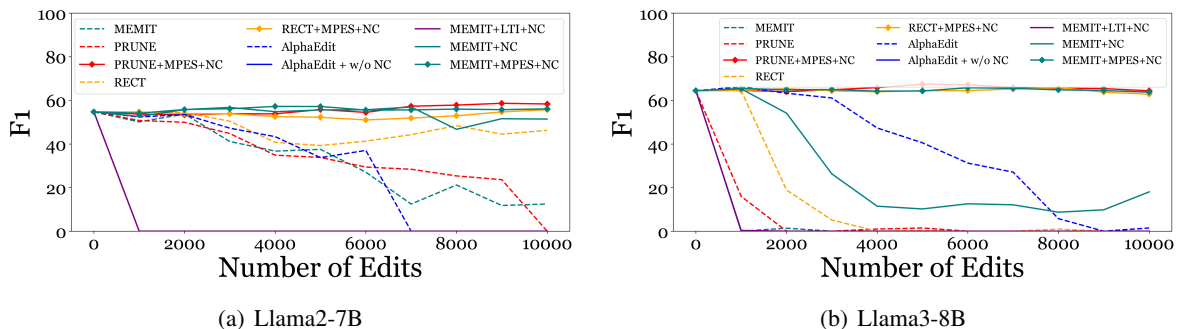 100
80
60
40
20
0
F1
MEMIT
PRUNE
PRUNE+MPES+NC
RECT
RECT+MPES+NC
AlphaEdit
AlphaEdit + w/o NC
MEMIT+LTI+NC
MEMIT+NC
MEMIT+MPES+NC
0 2000 4000 6000 8000 10000
Number of Edits
(a) Llama2-7B
100
80
60
40
20
0
F1
MEMIT
PRUNE
PRUNE+MPES+NC
RECT
RECT+MPES+NC
AlphaEdit
AlphaEdit + w/o NC
MEMIT+LTI+NC
MEMIT+NC
MEMIT+MPES+NC
0 2000 4000 6000 8000 10000
Number of Edits
(b) Llama3-8B